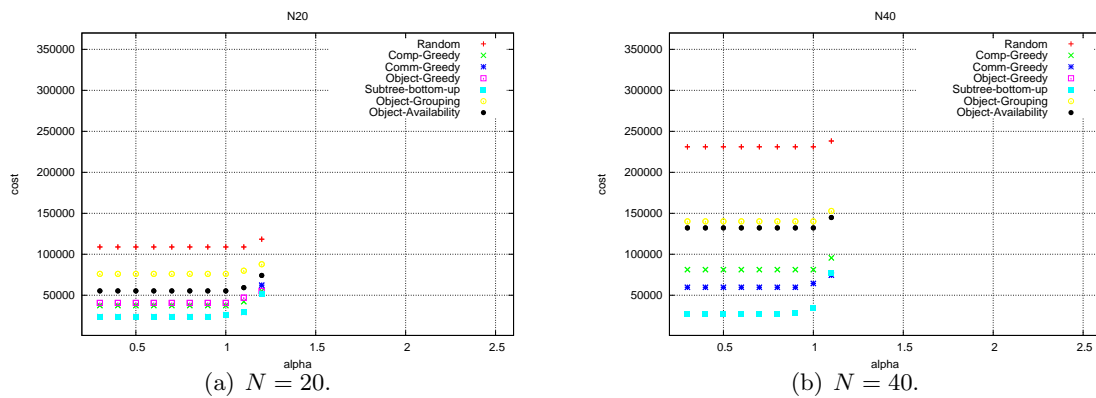 N20
350000
300000
250000
200000
150000
100000
50000
cost
Random
Comp-Greedy
Comm-Greedy
Object-Greedy
Subtree-bottom-up
Object-Grouping
Object-Availability
0.5 1 1.5 2 2.5
alpha
(a) N = 20.
N40
350000
300000
250000
200000
150000
100000
50000
cost
Random
Comp-Greedy
Comm-Greedy
Object-Greedy
Subtree-bottom-up
Object-Grouping
Object-Availability
0.5 1 1.5 2 2.5
alpha
(b) N = 40.